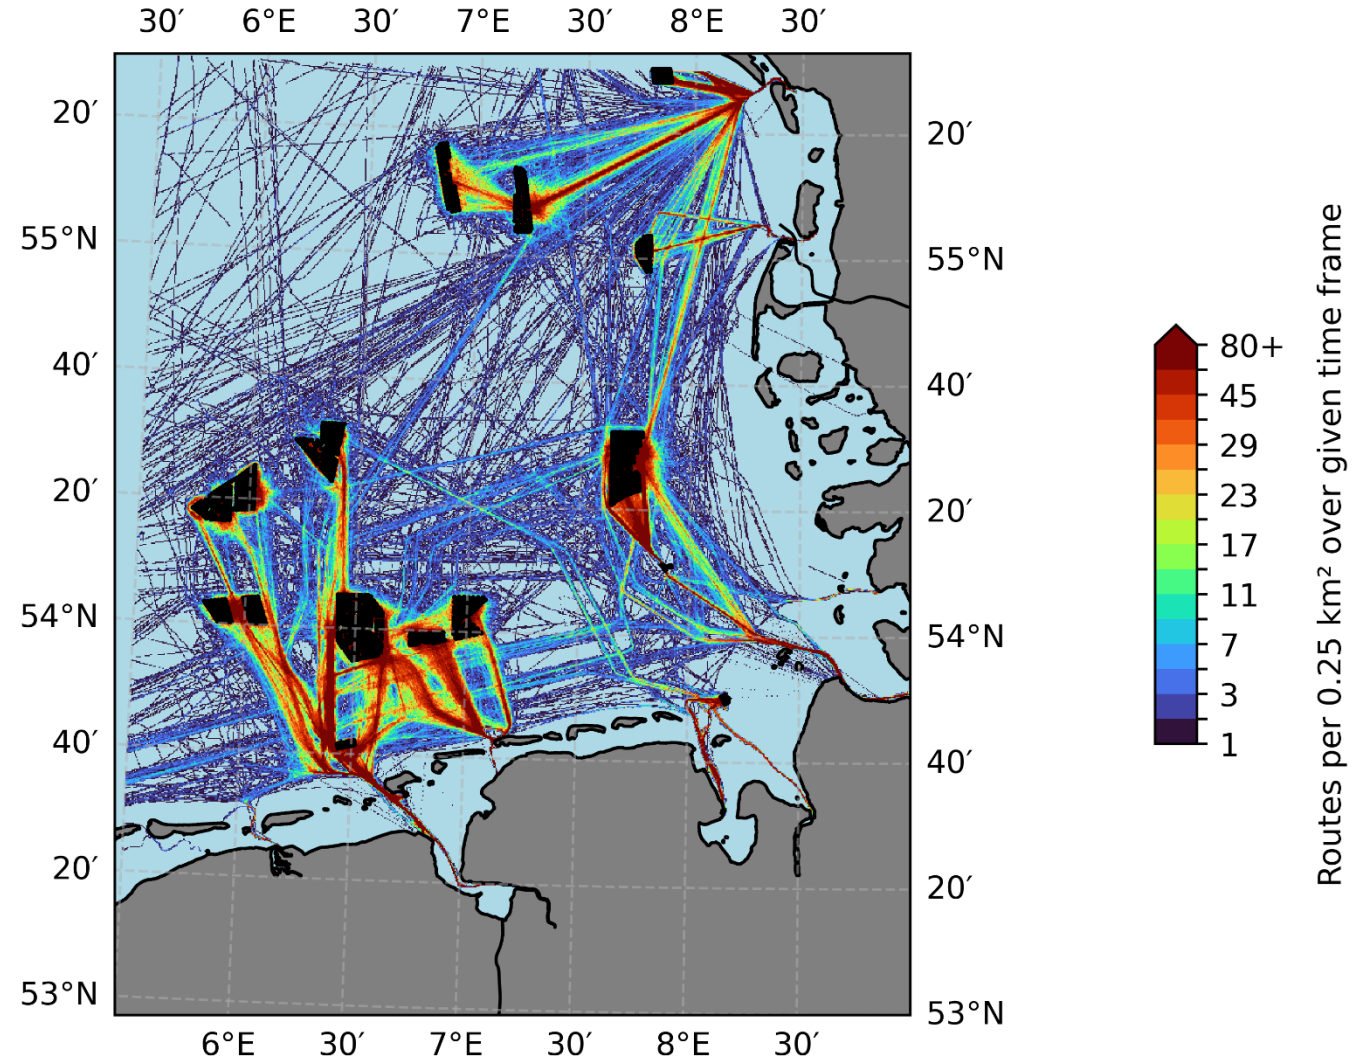 30′ 6°E 30′ 7°E 30′ 8°E 30′
20′
20′
55°N
55°N
40′
40′
20′
20′
54°N
54°N
40′
40′
20′
20′
53°N
53°N
6°E 30′ 7°E 30′ 8°E 30′
80+
45
29
23
17
11
7
3
1
Routes per 0.25 km² over given time frame